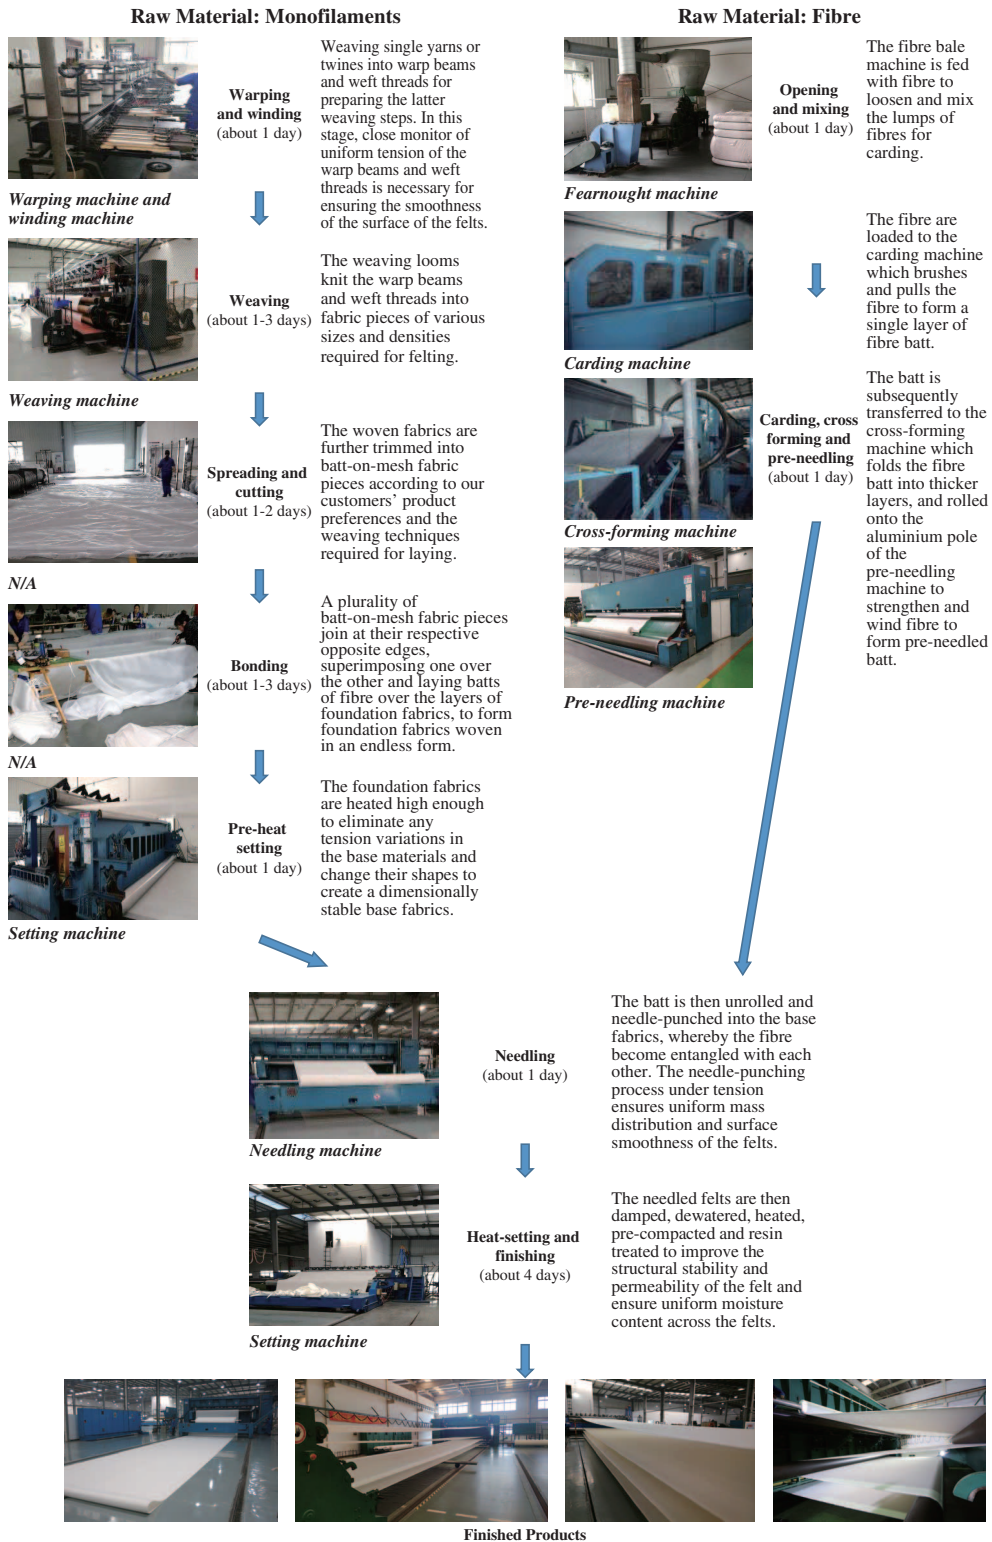 Raw Material: Monofilaments
Warping
and winding
(about 1 day)
Weaving single yarns or
twines into warp beams
and weft threads for
preparing the latter
weaving steps. In this
stage, close monitor of
uniform tension of the
warp beams and weft
threads is necessary for
ensuring the smoothness
of the surface of the felts.
Warping machine and
winding machine
Weaving
(about 1-3 days)
The weaving looms
knit the warp beams
and weft threads into
fabric pieces of various
sizes and densities
required for felting.
Weaving machine
Spreading and
cutting
(about 1-2 days)
The woven fabrics are
further trimmed into
batt-on-mesh fabric
pieces according to our
customers’ product
preferences and the
weaving techniques
required for laying.
N/A
Bonding
(about 1-3 days)
A plurality of
batt-on-mesh fabric pieces
join at their respective
opposite edges,
superimposing one over
the other and laying batts
of fibre over the layers of
foundation fabrics, to form
foundation fabrics woven
in an endless form.
N/A
Pre-heat
setting
(about 1 day)
The foundation fabrics
are heated high enough
to eliminate any
tension variations in
the base materials and
change their shapes to
create a dimensionally
stable base fabrics.
Setting machine
Raw Material: Fibre
Opening
and mixing
(about 1 day)
The fibre bale
machine is fed
with fibre to
loosen and mix
the lumps of
fibres for
carding.
Fearnought machine
The fibre are
loaded to the
carding machine
which brushes
and pulls the
fibre to form a
single layer of
fibre batt.
Carding machine
Carding, cross
forming and
pre-needling
(about 1 day)
The batt is
subsequently
transferred to the
cross-forming
machine which
folds the fibre
batt into thicker
layers, and rolled
onto the
aluminium pole
of the
pre-needling
machine to
strengthen and
wind fibre to
form pre-needled
batt.
Cross-forming machine
Pre-needling machine
Needling
(about 1 day)
The batt is then unrolled and
needle-punched into the base
fabrics, whereby the fibre
become entangled with each
other. The needle-punching
process under tension
ensures uniform mass
distribution and surface
smoothness of the felts.
Needling machine
Heat-setting and
finishing
(about 4 days)
The needled felts are then
damped, dewatered, heated,
pre-compacted and resin
treated to improve the
structural stability and
permeability of the felt and
ensure uniform moisture
content across the felts.
Setting machine
Finished Products